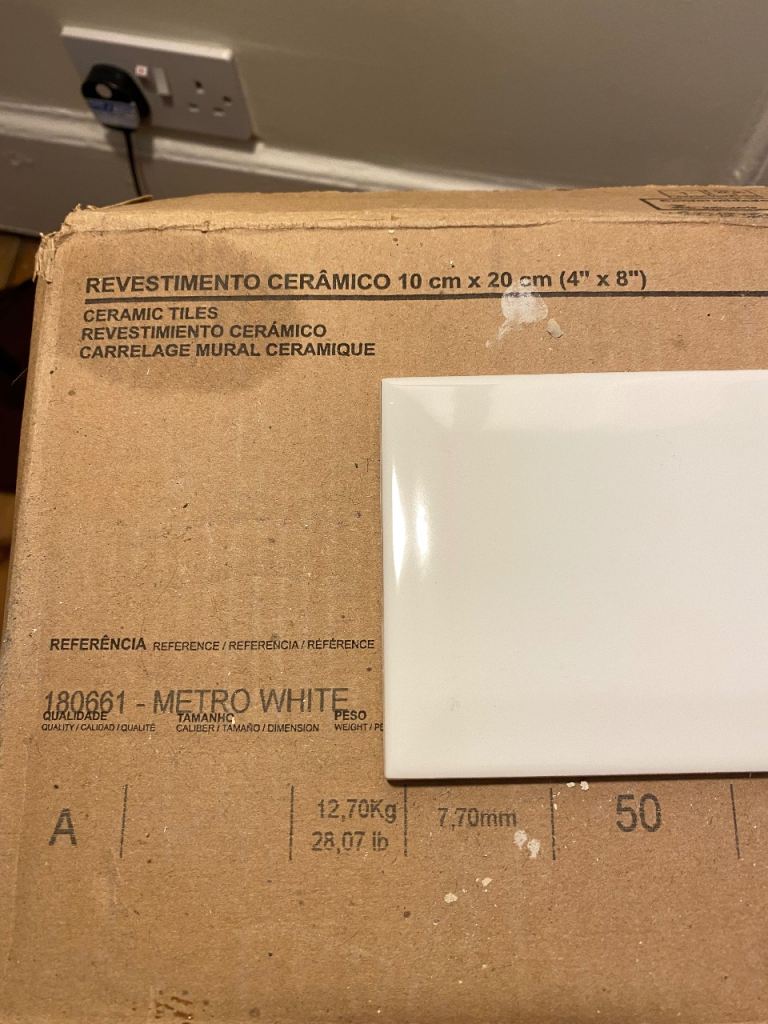 REVESTIMENTO CERÂMICO 10 cm x 20 cm (4" x 8")
CERAMIC TILES
REVESTIMIENTO CERÁMICO
CARRELAGE MURAL CERAMIQUE
REFERÊNCIA REFERENCE / REFERENCIA / RÉFÉRENCE
180661 - METRO WHITE
QUALIDADE TAMANHO PESO
QUALITY / CALIDAD / QUALITÉ CALIBER / TAMAÑO / DIMENSION WEIGHT /
A 12,70Kg 7,70mm 50
28,07 lb